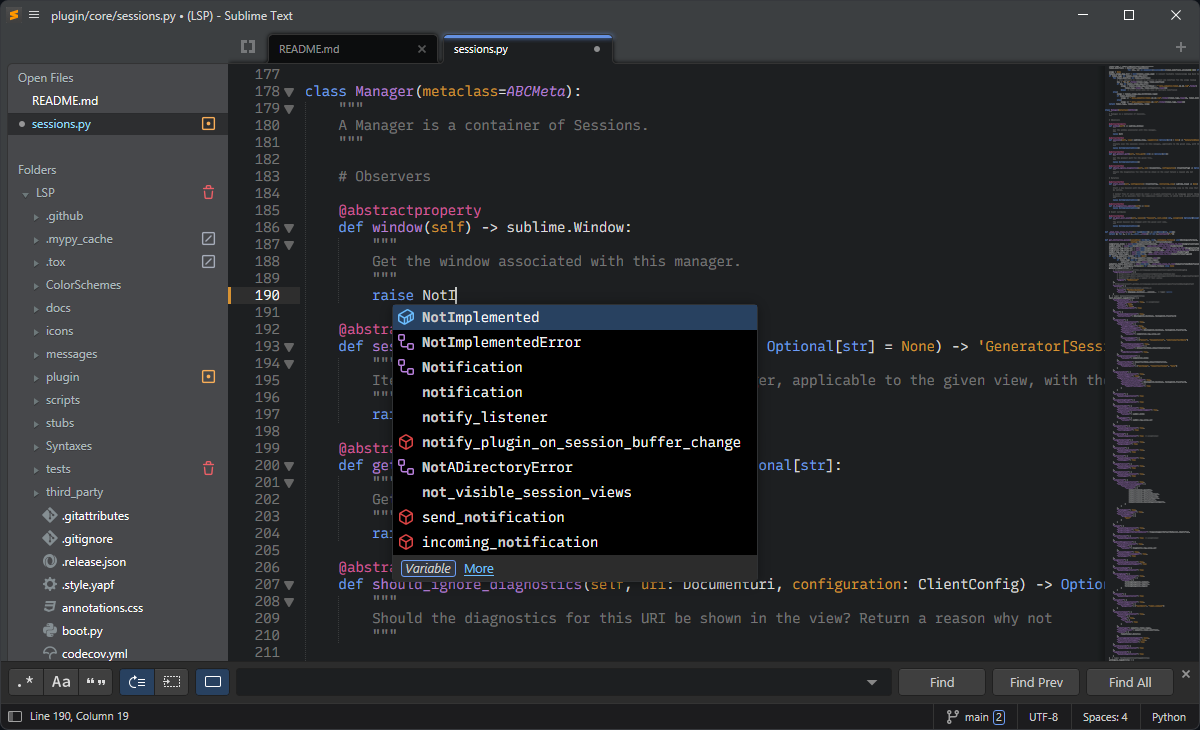 plugin/core/sessions.py • (LSP) - Sublime Text
README.md
sessions.py
Open Files
README.md
sessions.py
Folders
LSP
.github
.mypy_cache
.tox
ColorSchemes
docs
icons
messages
plugin
scripts
stubs
Syntaxes
tests
third_party
.gitattributes
.gitignore
.release.json
.style.yapf
annotations.css
boot.py
codecov.yml
177
178 class Manager(metaclass=ABCMeta):
179 """
180 A Manager is a container of Sessions.
181 """
182
183 # Observers
184
185 @abstractproperty
186 def window(self) -> sublime.Window:
187 """
188 Get the window associated with this manager.
189 """
190 raise NotI
191
192 @abstra
193 def ses Optional[str] = None) -> 'Generator[Sessi
194 """
195 Ite er, applicable to the given view, with the
196 """
197 rai
198
199 @abstra
200 def get onal[str]:
201 """
202 Get
203 """
204 rai
205
206 @abstra
207 def should_ignore_diagnostics(self, uri: DocumentUri, configuration: ClientConfig) -> Option
208 """
209 Should the diagnostics for this URI be shown in the view? Return a reason why not
210 """
211
NotImplemented
NotImplementedError
Notification
notification
notify_listener
notify_plugin_on_session_buffer_change
NotADirectoryError
not_visible_session_views
send_notification
incoming_notification
Variable More
.* Aa “” Find Find Prev Find All
Line 190, Column 19 main 2 UTF-8 Spaces: 4 Python